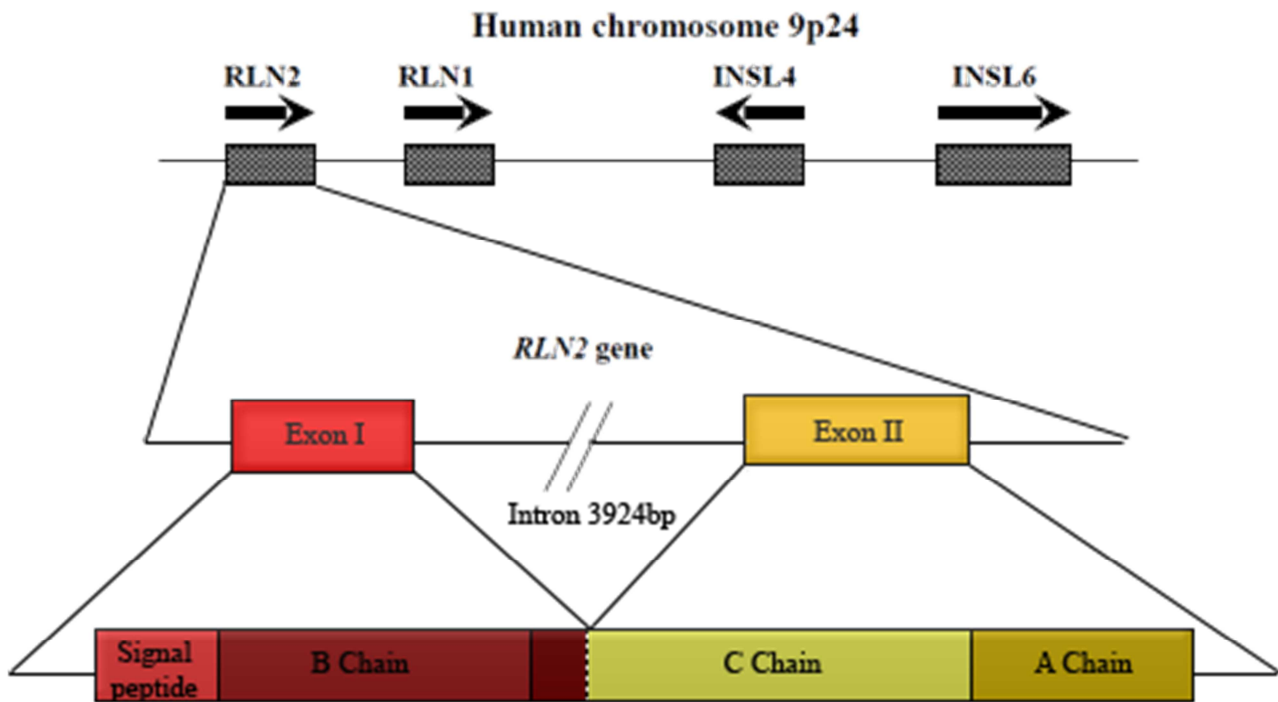 Human chromosome 9p24
RLN2 RLN1 INSL4 INSL6
RLN2 gene
Exon I Exon II
Intron 3924bp
Signal
peptide
B Chain C Chain A Chain